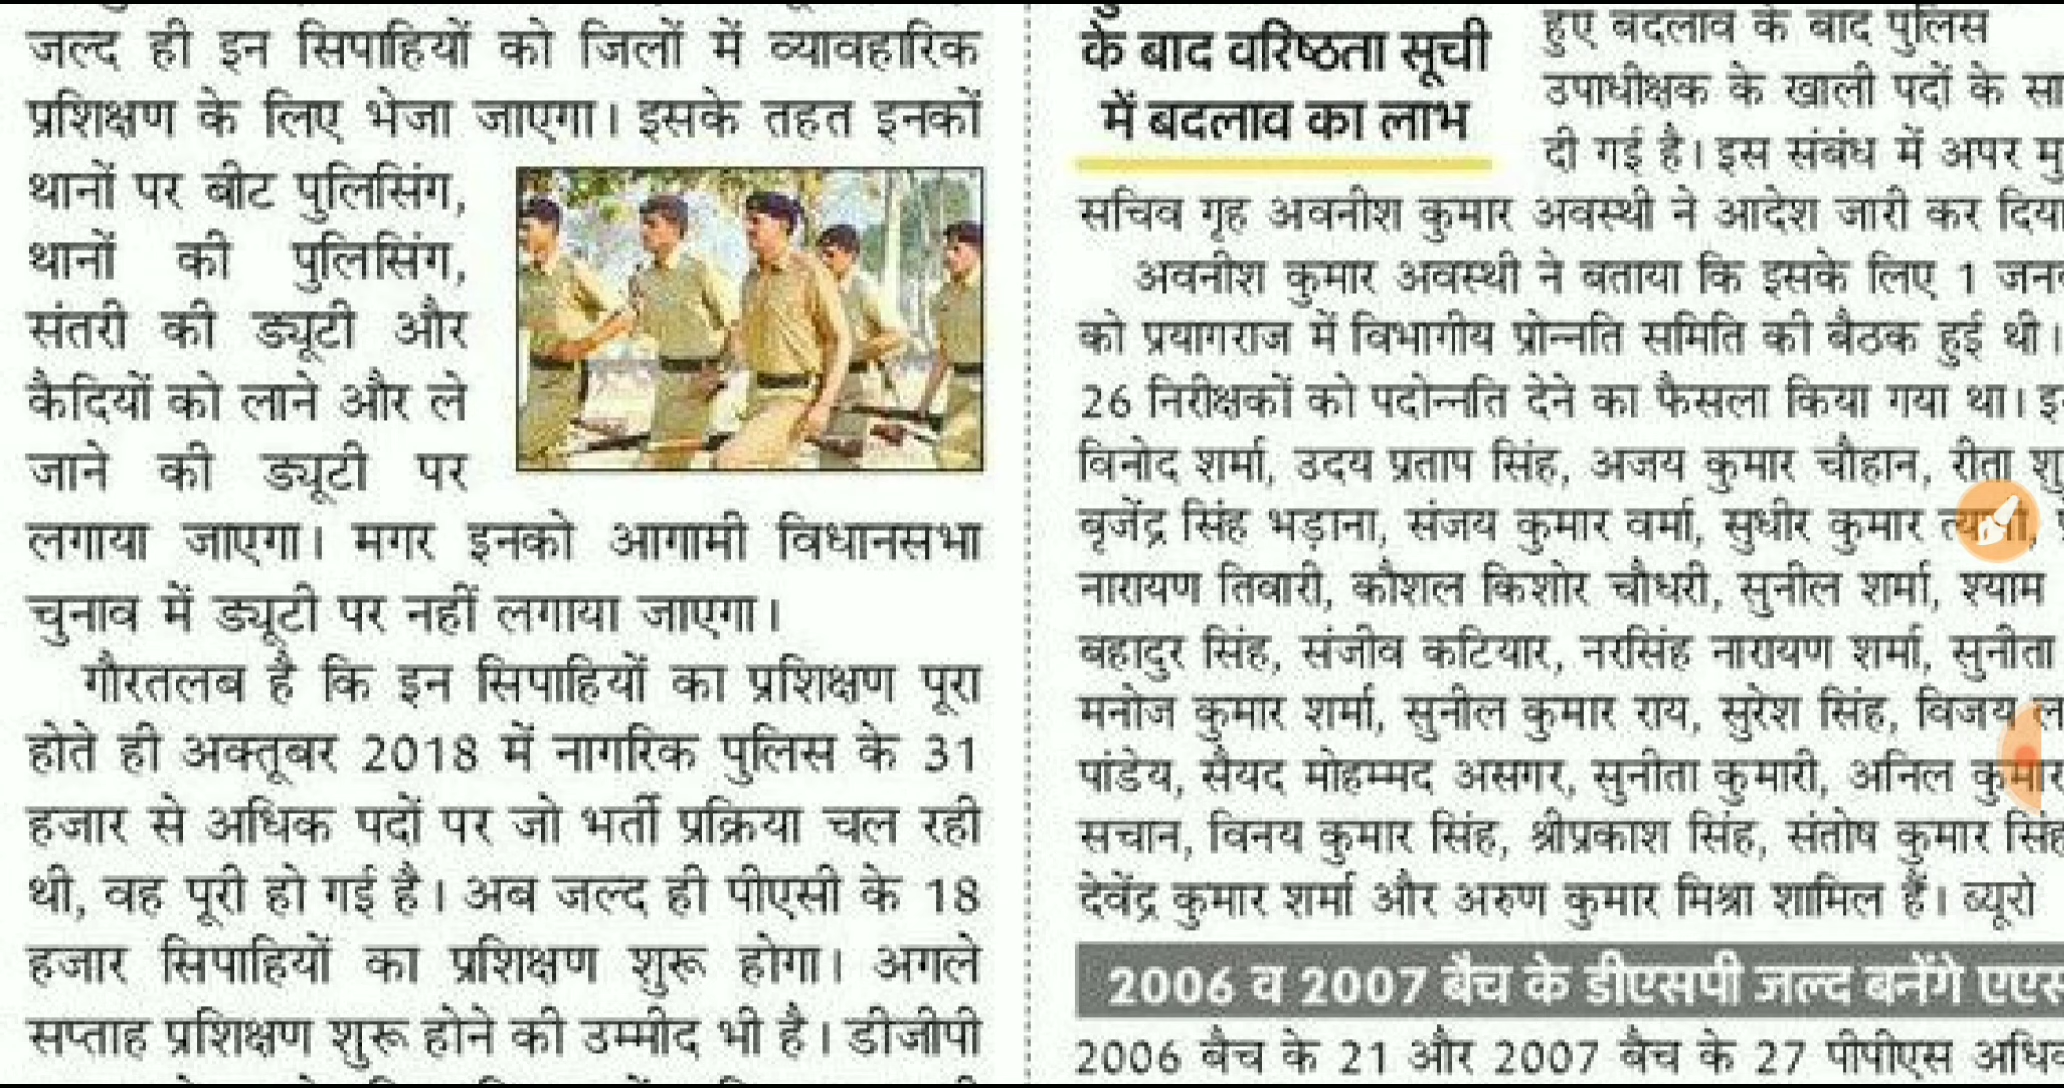 जल्द ही इन सिपाहियों को जिलों में व्यावहारिक
प्रशिक्षण के लिए भेजा जाएगा। इसके तहत इनकों
थानों पर बीट पुलिसिंग,
थानों की पुलिसिंग,
संतरी की ड्यूटी और
कैदियों को लाने और ले
जाने की ड्यूटी पर
लगाया जाएगा। मगर इनको आगामी विधानसभा
चुनाव में ड्यूटी पर नहीं लगाया जाएगा।
गौरतलब है कि इन सिपाहियों का प्रशिक्षण पूरा
होते ही अक्तूबर 2018 में नागरिक पुलिस के 31
हजार से अधिक पदों पर जो भर्ती प्रक्रिया चल रही
थी, वह पूरी हो गई है। अब जल्द ही पीएसी के 18
हजार सिपाहियों का प्रशिक्षण शुरू होगा। अगले
सप्ताह प्रशिक्षण शुरू होने की उम्मीद भी है। डीजीपी
के बाद वरिष्ठता सूची
में बदलाव का लाभ
हुए बदलाव के बाद पुलिस
उपाधीक्षक के खाली पदों के
दी गई है। इस संबंध में अपर
सचिव गृह अवनीश कुमार अवस्थी ने आदेश जारी कर दिया
अवनीश कुमार अवस्थी ने बताया कि इसके लिए 1
को प्रयागराज में विभागीय प्रोन्नति समिति की बैठक हुई थी।
26 निरीक्षकों को पदोन्नति देने का फैसला किया गया था।
विनोद शर्मा, उदय प्रताप सिंह, अजय कुमार चौहान, रीता
बृजेंद्र सिंह भड़ाना, संजय कुमार वर्मा, सुधीर कुमार
नारायण तिवारी, कौशल किशोर चौधरी, सुनील शर्मा, श्याम
बहादुर सिंह, संजीव कटियार, नरसिंह नारायण शर्मा, सुनीता
मनोज कुमार शर्मा, सुनील कुमार राय, सुरेश सिंह, विजय
पांडेय, सैयद मोहम्मद असगर, सुनीता कुमारी, अनिल कुमार
सचान, विनय कुमार सिंह, श्रीप्रकाश सिंह, संतोष कुमार सिंह
देवेंद्र कुमार शर्मा और अरुण कुमार मिश्रा शामिल हैं। ब्यूरो
2006 व 2007 बैच के डीएसपी जल्द बनेंगे
2006 बैच के 21 और 2007 बैच के 27 पीपीएस